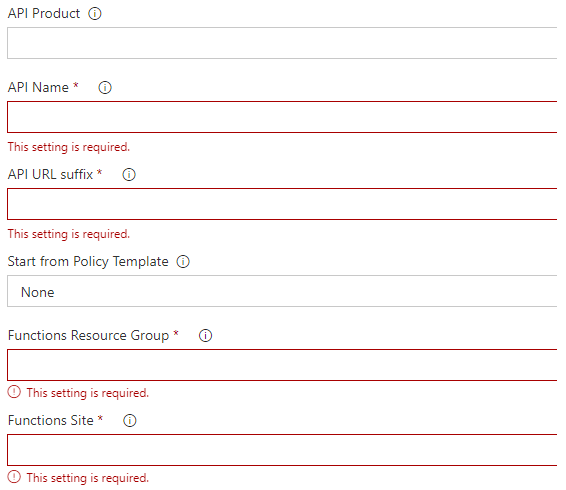 API Product
API Name *
This setting is required.
API URL suffix *
This setting is required.
Start from Policy Template
None
Functions Resource Group *
This setting is required.
Functions Site *
This setting is required.